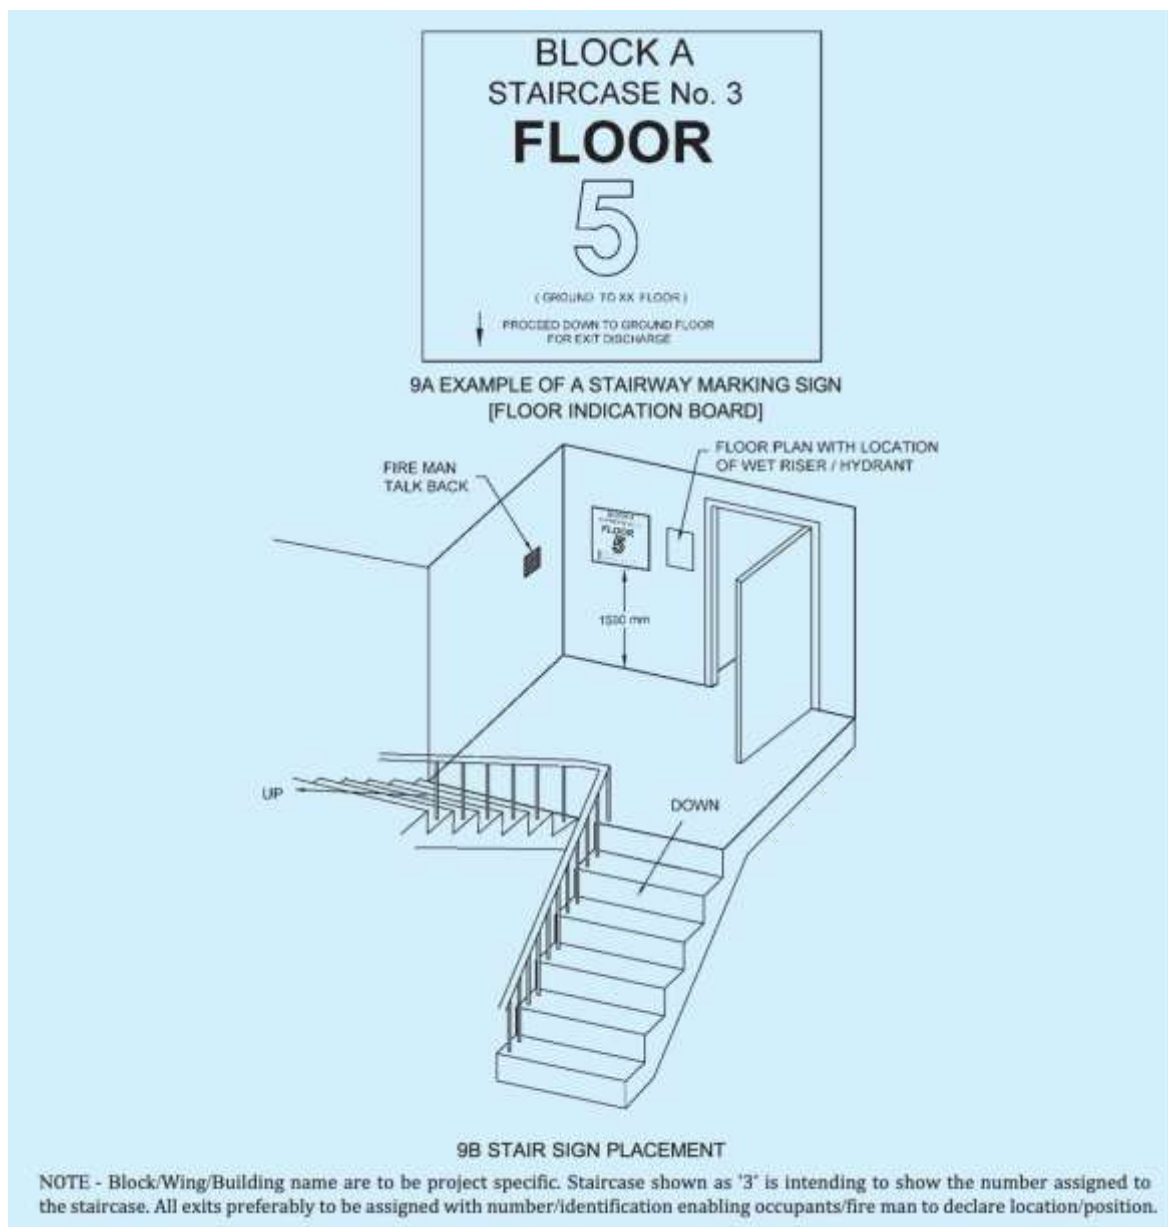 BLOCK A
STAIRCASE No. 3
FLOOR
5
( GROUND TO XX FLOOR )
PROCEED DOWN TO GROUND FLOOR
FOR EXIT DISCHARGE
9A EXAMPLE OF A STAIRWAY MARKING SIGN
[FLOOR INDICATION BOARD]
FLOOR PLAN WITH LOCATION
OF WET RISER / HYDRANT
FIRE MAN
TALK BACK
BLOCK A
FLOOR
5
mm
UP
DOWN
9B STAIR SIGN PLACEMENT
NOTE - Block/Wing/Building name are to be project specific. Staircase shown as '3' is intending to show the number assigned to
the staircase. All exits preferably to be assigned with number/identification enabling occupants/fire man to declare location/position.